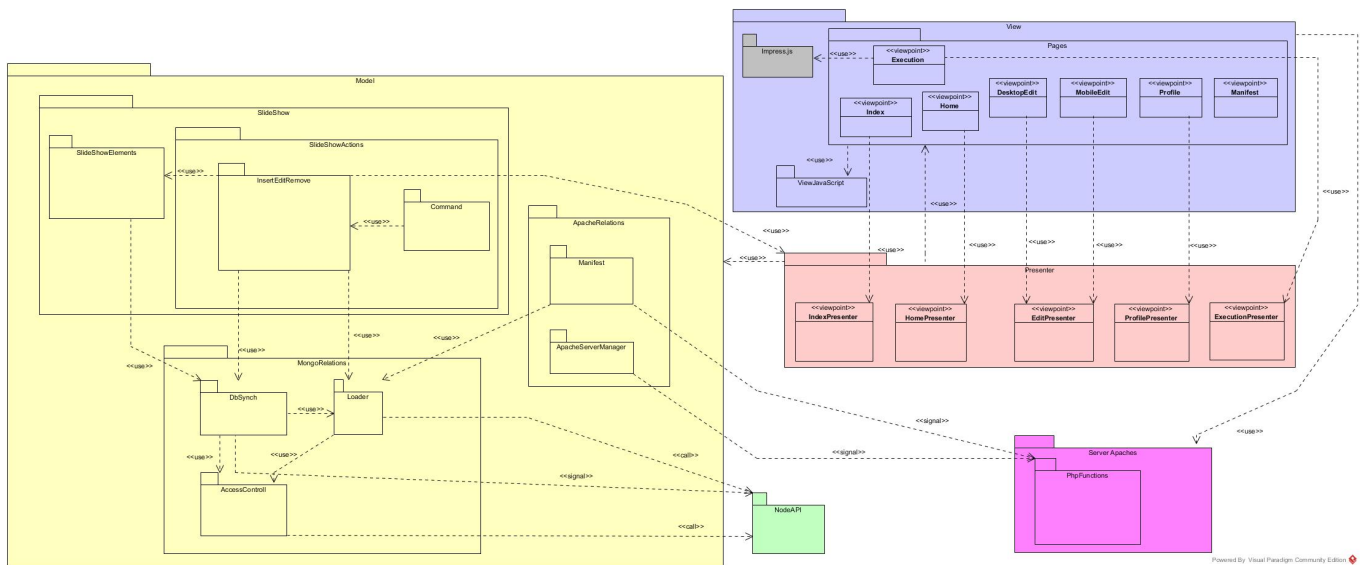 View
Impress.js
<<use>>
Pages
<<viewpoint>>
Execution
<<viewpoint>>
Index
<<viewpoint>>
Home
<<viewpoint>>
DesktopEdit
<<viewpoint>>
MobileEdit
<<viewpoint>>
Profile
<<viewpoint>>
Manifest
<<use>>
ViewJavaScript
<<use>>
Model
SlideShow
SlideShowElements
<<use>>
SlideShowActions
InsertEditRemove
<<use>>
Command
ApacheRelations
Manifest
ApacheServerManager
<<use>>
<<use>>
<<use>>
<<use>>
<<use>>
<<use>>
<<use>>
<<use>>
<<use>>
Presenter
<<viewpoint>>
IndexPresenter
<<viewpoint>>
HomePresenter
<<viewpoint>>
EditPresenter
<<viewpoint>>
ProfilePresenter
<<viewpoint>>
ExecutionPresenter
<<use>>
<<use>>
<<use>>
<<use>>
MongoRelations
DbSynch
<<use>>
Loader
<<use>>
<<use>>
AccessControll
<<signal>>
<<signal>>
<<call>>
<<signal>>
<<call>>
NodeAPI
<<use>>
Server Apaches
PhpFunctions
Powered By Visual Paradigm Community Edition